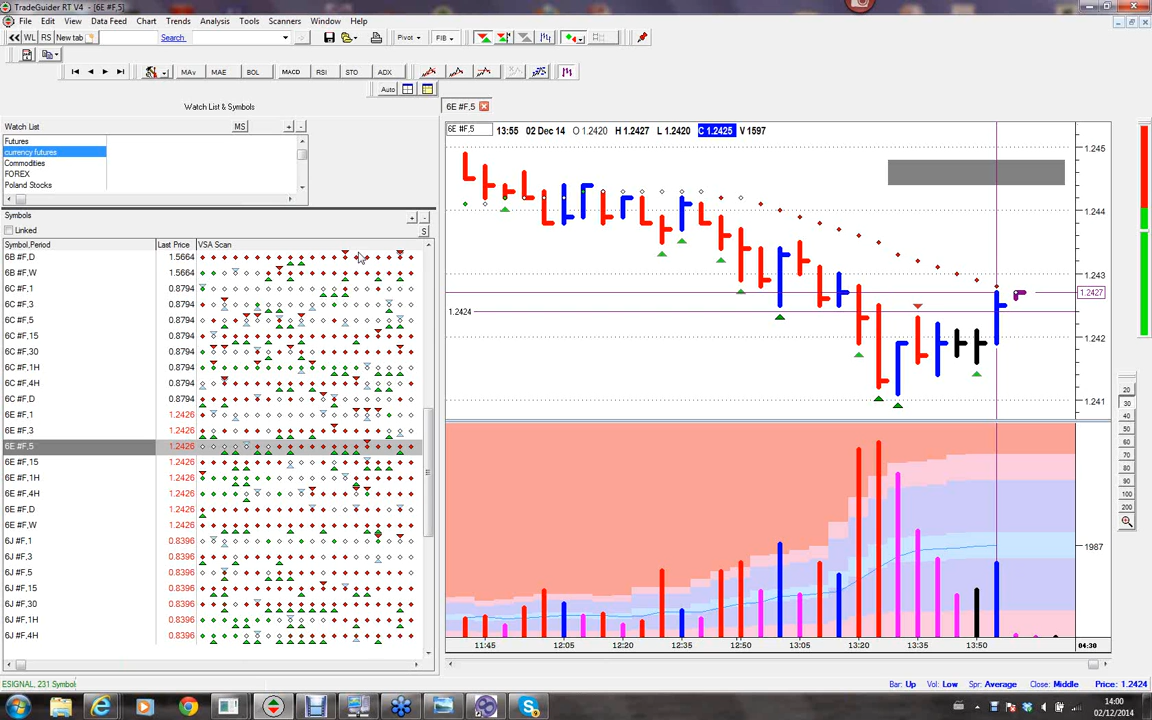 TradeGuider RT V4 - [6E #F,5]
File Edit View Data Feed Chart Trends Analysis Tools Scanners Window Help
WL RS New tab Search Pivot FIB
MAv MAE BOL MACD RSI STO ADX
Auto
Watch List & Symbols
6E #F,5
Watch List MS + -
Futures
currency futures
Commodities
FOREX
Poland Stocks
6E #F,5 13:55 02 Dec 14 O 1.2420 H 1.2427 L 1.2420 C 1.2425 V 1597
Symbols
+ -
Linked S
Symbol,Period Last Price VSA Scan
6B #F,D 1.5664
6B #F,W 1.5664
6C #F,1 0.8794
6C #F,3 0.8794
6C #F,5 0.8794
6C #F,15 0.8794
6C #F,30 0.8794
6C #F,1H 0.8794
6C #F,4H 0.8794
6C #F,D 0.8794
6E #F,1 1.2426
6E #F,3 1.2426
6E #F,5 1.2426
6E #F,15 1.2426
6E #F,1H 1.2426
6E #F,4H 1.2426
6E #F,D 1.2426
6E #F,W 1.2426
6J #F,1 0.8396
6J #F,3 0.8396
6J #F,5 0.8396
6J #F,15 0.8396
6J #F,30 0.8396
6J #F,1H 0.8396
6J #F,4H 0.8396
1.245
1.244
1.243
1.2427
1.2424
1.242
1.241
1987
20
30
40
50
60
70
80
90
100
200
11:45 12:05 12:20 12:35 12:50 13:05 13:20 13:35 13:50 04:30
ESIGNAL, 231 Symbol
Bar: Up Vol: Low Spr: Average Close: Middle Price: 1.2424
14:00
02/12/2014